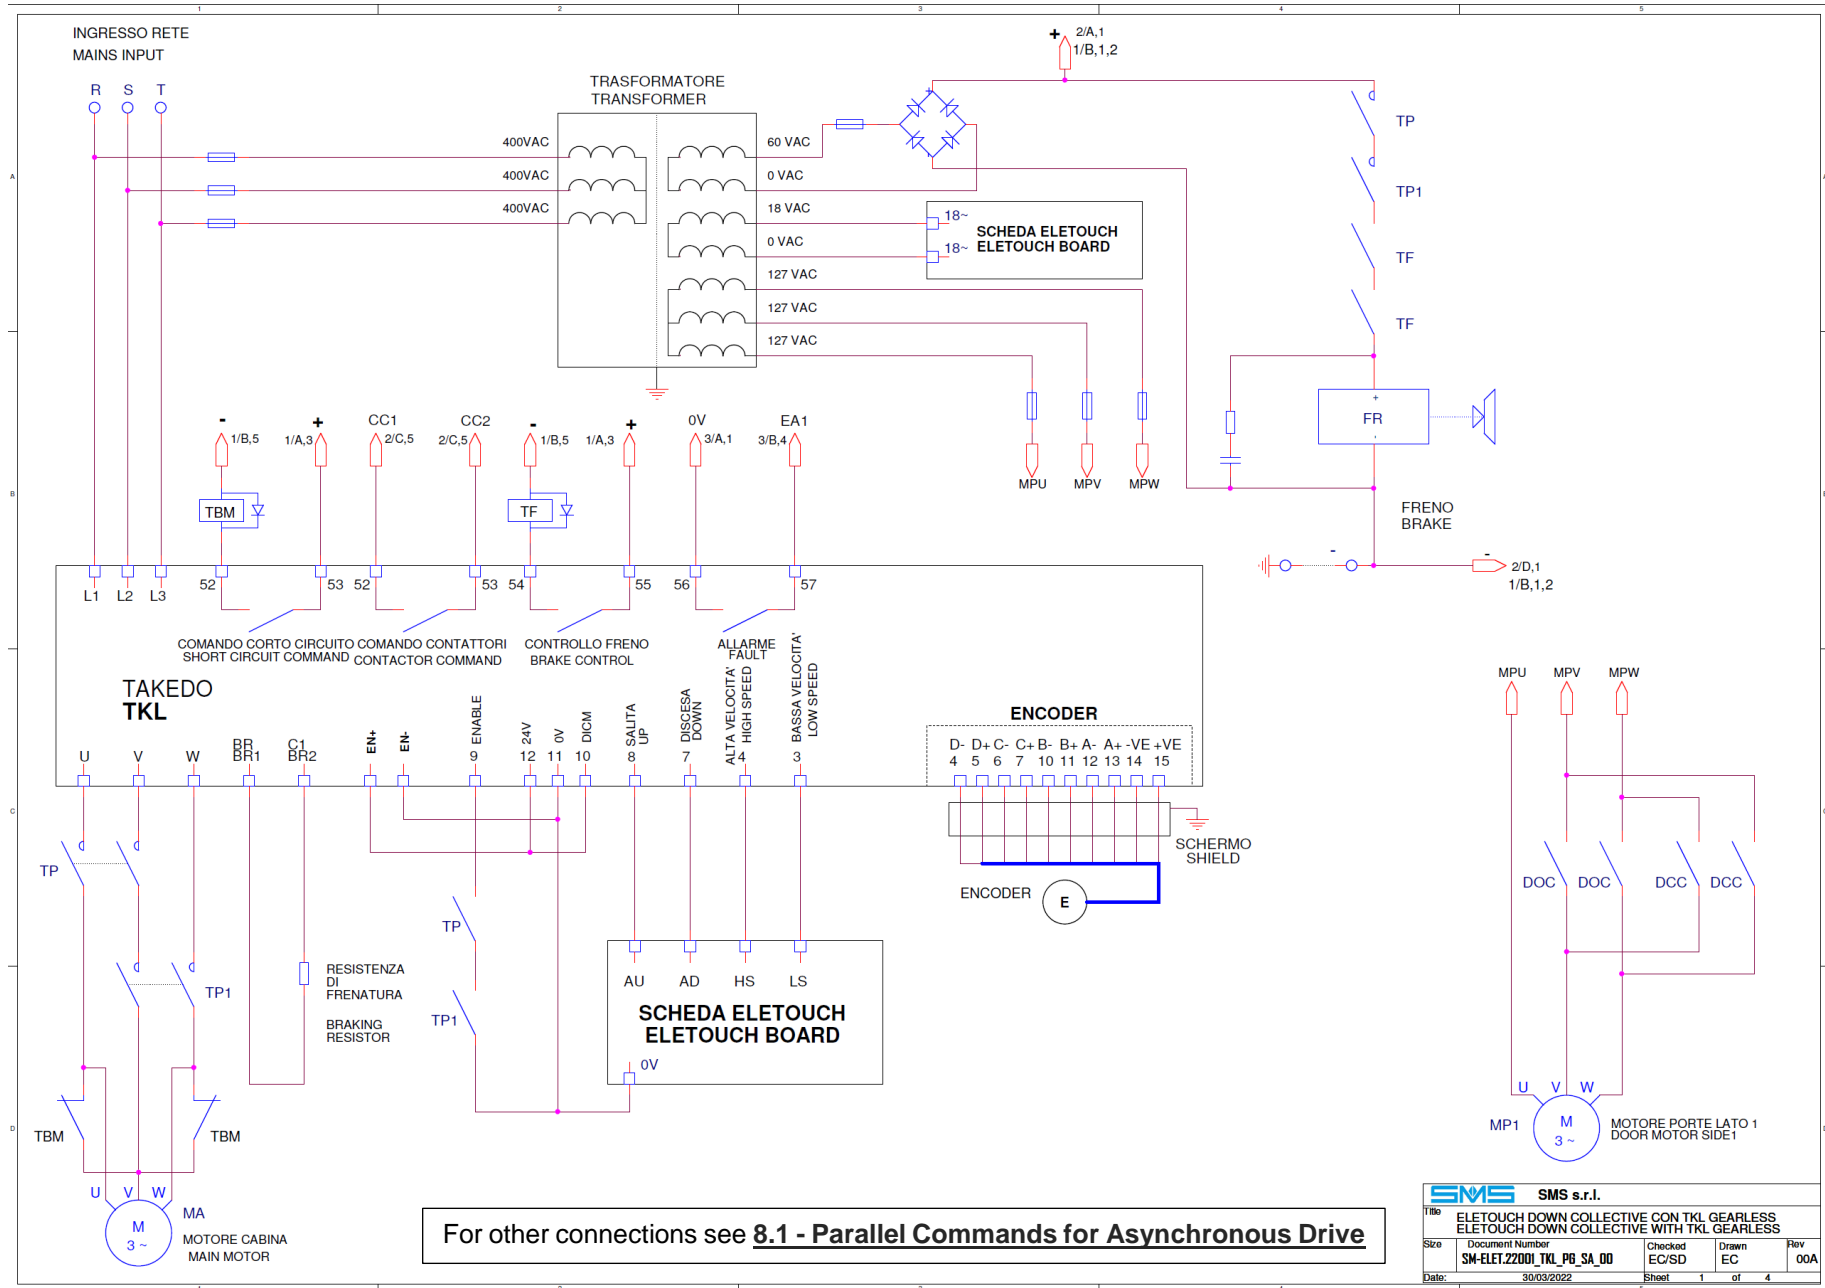 1
2
3
4
5
INGRESSO RETE
MAINS INPUT
R S T
TRASFORMATORE
TRANSFORMER
400VAC
400VAC
400VAC
60 VAC
0 VAC
18 VAC
0 VAC
127 VAC
127 VAC
127 VAC
+ 2/A,1
1/B,1,2
+
-
18~
18~
SCHEDA ELETOUCH
ELETOUCH BOARD
TP
TP1
TF
TF
+
FR
-
FRENO
BRAKE
-
- 2/D,1
1/B,1,2
A
B
C
D
MPU MPV MPW
- 1/B,5
+ 1/A,3
CC1 2/C,5
CC2 2/C,5
- 1/B,5
+ 1/A,3
0V 3/A,1
EA1 3/B,4
TBM
TF
L1 L2 L3
52 53 52 53 54 55 56 57
COMANDO CORTO CIRCUITO
SHORT CIRCUIT COMMAND
COMANDO CONTATTORI
CONTACTOR COMMAND
CONTROLLO FRENO
BRAKE CONTROL
ALLARME
FAULT
TAKEDO
TKL
U V W
BR
BR1
C1
BR2
EN+
EN-
ENABLE
9
24V
12
0V
11
DICM
10
SALITA
UP
8
DISCESA
DOWN
7
ALTA VELOCITA'
HIGH SPEED
4
BASSA VELOCITA'
LOW SPEED
3
ENCODER
D- D+ C- C+ B- B+ A- A+ -VE +VE
4 5 6 7 10 11 12 13 14 15
SCHERMO
SHIELD
ENCODER
E
TP
TP1
TBM
TBM
RESISTENZA
DI
FRENATURA
BRAKING
RESISTOR
TP
TP1
AU AD HS LS
SCHEDA ELETOUCH
ELETOUCH BOARD
0V
U V W
M
3 ~
MA
MOTORE CABINA
MAIN MOTOR
MPU MPV MPW
DOC DOC DCC DCC
U V W
MP1
M
3 ~
MOTORE PORTE LATO 1
DOOR MOTOR SIDE1
For other connections see 8.1 - Parallel Commands for Asynchronous Drive
SMS SMS s.r.l.
Title
ELETOUCH DOWN COLLECTIVE CON TKL GEARLESS
ELETOUCH DOWN COLLECTIVE WITH TKL GEARLESS
Size Document Number Checked Drawn Rev
SM-ELET.22001_TKL_PG_SA_00 EC/SD EC 00A
Date: 30/03/2022 Sheet 1 of 4